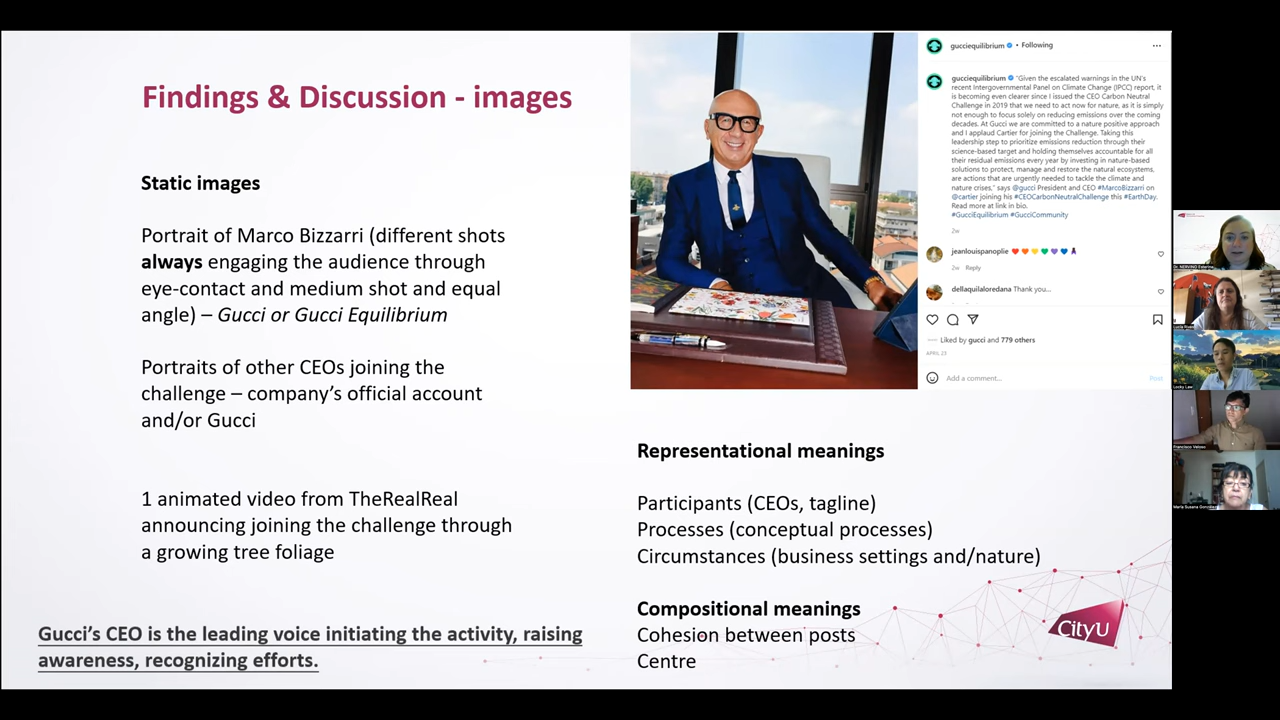 Findings & Discussion - images
Static images
Portrait of Marco Bizzarri (different shots
always engaging the audience through
eye-contact and medium shot and equal
angle) – Gucci or Gucci Equilibrium
Portraits of other CEOs joining the
challenge – company's official account
and/or Gucci
1 animated video from TheRealReal
announcing joining the challenge through
a growing tree foliage
Gucci's CEO is the leading voice initiating the activity, raising
awareness, recognizing efforts.
gucciequilibrium • Following
gucciequilibrium "Given the escalated warnings in the UN's
recent Intergovernmental Panel on Climate Change (IPCC) report, it
is becoming even clearer since I issued the CEO Carbon Neutral
Challenge in 2019 that we need to act now for nature, as it is simply
not enough to focus solely on reducing emissions over the coming
decades. At Gucci we are committed to a nature positive approach
and I applaud Cartier for joining the Challenge. Taking this
leadership step to prioritize emissions reduction through their
science-based target and holding themselves accountable for all
their residual emissions every year by investing in nature-based
solutions to protect, manage and restore the natural ecosystems,
are actions that are urgently needed to tackle the climate and
nature crises," says @gucci President and CEO #MarcoBizzarri on
@cartier joining his #CEOCarbonNeutralChallenge this #EarthDay.
Read more at link in bio.
#GucciEquilibrium #GucciCommunity
2w
jeanlouispanoplie
2w Reply
dellaquilaloredana Thank you...
Liked by gucci and 779 others
APRIL 23
Add a comment...
Post
Representational meanings
Participants (CEOs, tagline)
Processes (conceptual processes)
Circumstances (business settings and/nature)
Compositional meanings
Cohesion between posts
Centre
CityU
Locky Law
Francisco Veloso